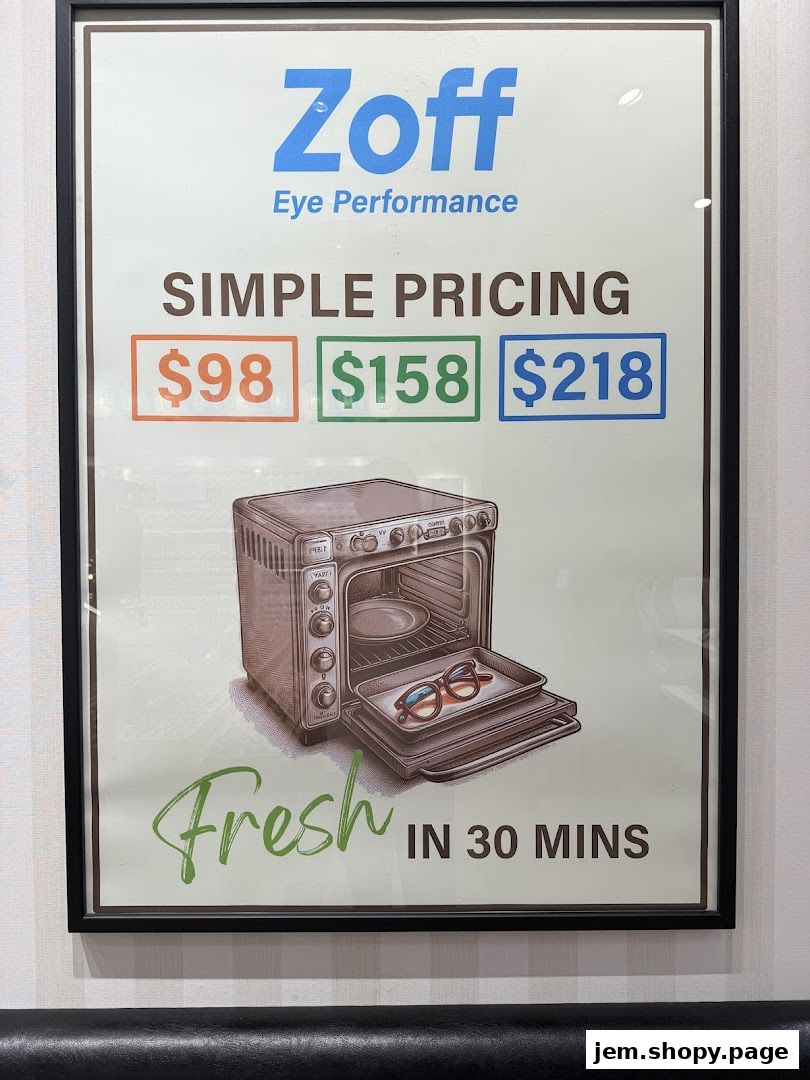 Zoff
Eye Performance
SIMPLE PRICING
$98 $158 $218
Fresh IN 30 MINS
jem.shopy.page